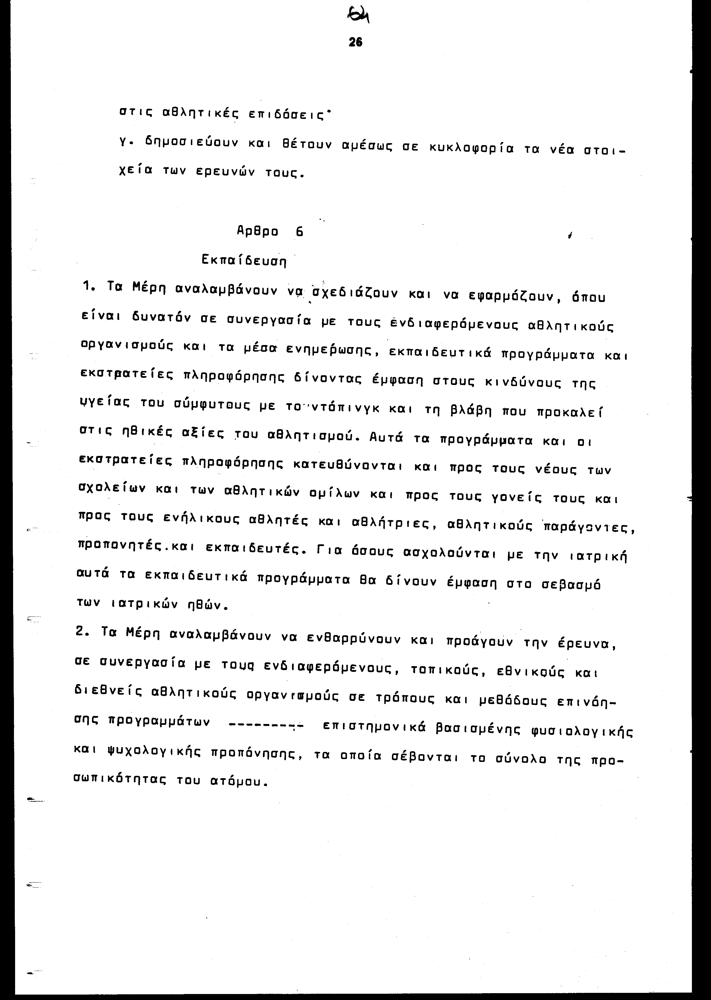 64
26
στις αθλητικές επιδόσεις·
γ. δημοσιεύουν και θέτουν αμέσως σε κυκλοφορία τα νέα στοι-
χεία των ερευνών τους.
Αρθρο 6
Εκπαίδευση
1. Τα Μέρη αναλαμβάνουν να σχεδιάζουν και να εφαρμόζουν, όπου
είναι δυνατόν σε συνεργασία με τους ενδιαφερόμενους αθλητικούς
οργανισμούς και τα μέσα ενημερωσης, εκπαιδευτικά προγράμματα και
εκστρατείες πληροφόρησης δίνοντας έμφαση στους κινδύνους της
υγείας του σύμφυτους με το ντόπινγκ και τη βλάβη που προκαλεί
στις ηθικές αξίες του αθλητισμού. Αυτά τα προγράμματα και οι
εκστρατείες πληροφόρησης κατευθύνονται και προς τους νέους των
σχολείων και των αθλητικών ομίλων και προς τους γονείς τους και
προς τους ενήλικους αθλητές και αθλήτριες, αθλητικούς παράγοντες,
προπονητές.και εκπαιδευτές. Για όσους ασχολούνται με την ιατρική
αυτά τα εκπαιδευτικά προγράμματα θα δίνουν έμφαση στο σεβασμό
των ιατρικών ηθών.
2. Τα Μέρη αναλαμβάνουν να ενθαρρύνουν και προάγουν την έρευνα,
σε συνεργασία με τους ενδιαφερόμενους, τοπικούς, εθνικούς και
διεθνείς αθλητικούς οργανισμούς σε τρόπους και μεθόδους επινόη-
σης προγραμμάτων --------- επιστημονικά βασισμένης φυσιολογικής
και ψυχολογικής προπόνησης, τα οποία σέβονται το σύνολο της προ-
σωπικότητας του ατόμου.